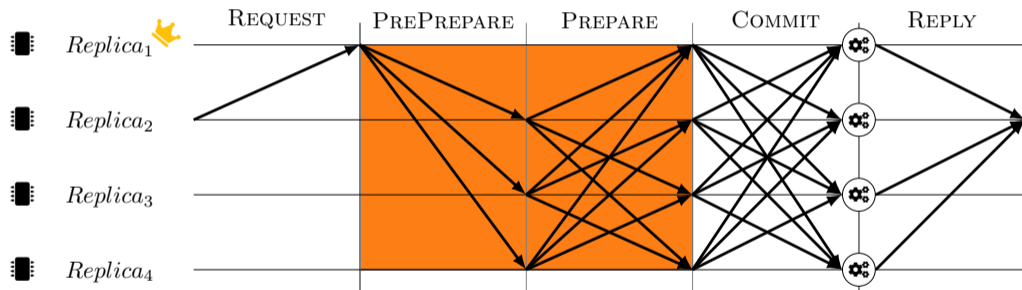 REQUEST PREPREPARE PREPARE COMMIT REPLY
Replica1
Replica2
Replica3
Replica4